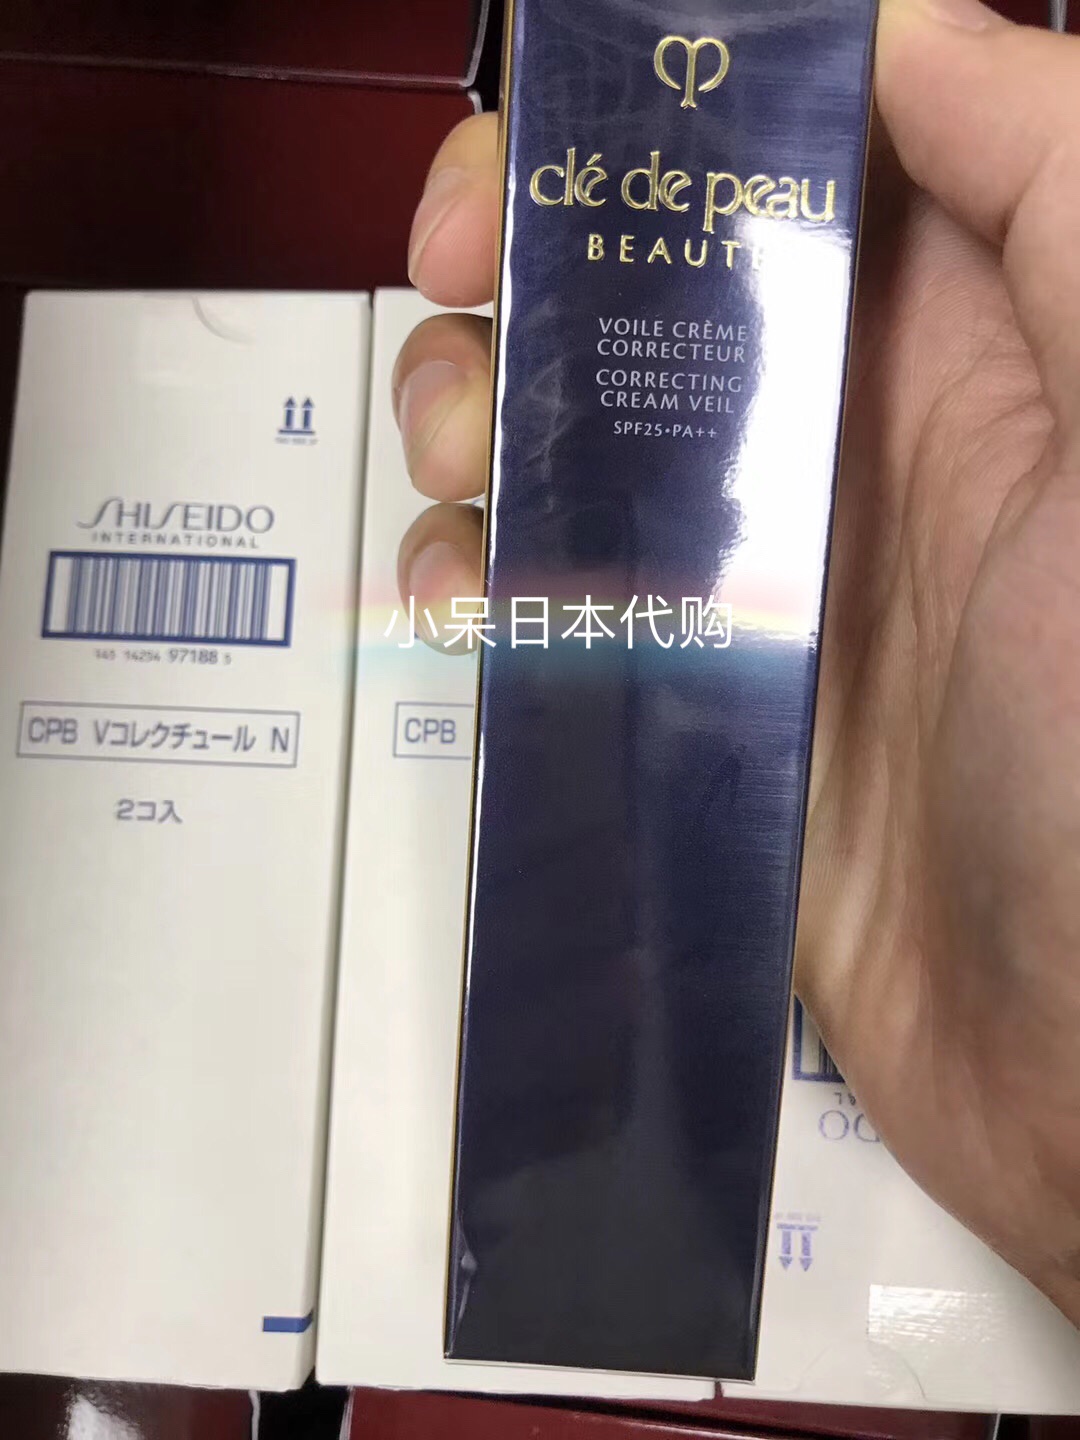 clé de peau
BEAUTÉ
VOILE CRÈME
CORRECTEUR
CORRECTING
CREAM VEIL
SPF25•PA++
SHISEIDO
INTERNATIONAL
97188 5
CPB Vコレクチュール N
2コ入
CPB
小呆日本代购